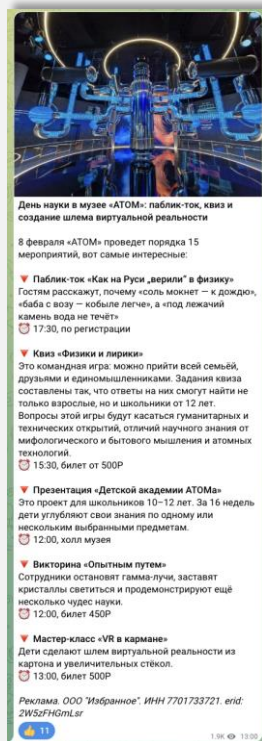 День науки в музее «АТОМ»: паблик-ток, квиз и
создание шлема виртуальной реальности
8 февраля «АТОМ» проведет порядка 15
мероприятий, вот самые интересные:
🔻 Паблик-ток «Как на Руси „верили" в физику»
Гостям расскажут, почему «соль мокнет — к дождю»,
«баба с возу — кобыле легче», а «под лежачий
камень вода не течёт»
⏰ 17:30, по регистрации
🔻 Квиз «Физики и лирики»
Это командная игра: можно прийти всей семьёй,
друзьями и единомышленниками. Задания квиза
составлены так, что ответы на них смогут найти не
только взрослые, но и школьники от 12 лет.
Вопросы этой игры будут касаться гуманитарных и
технических открытий, отличий научного знания от
мифологического и бытового мышления и атомных
технологий.
⏰ 15:30, билет от 500Р
🔻 Презентация «Детской академии АТОМа»
Это проект для школьников 10–12 лет. За 16 недель
дети углубляют свои знания по одному или
нескольким выбранными предметам.
⏰ 12:00, холл музея
🔻 Викторина «Опытным путем»
Сотрудники остановят гамма-лучи, заставят
кристаллы светиться и продемонстрируют ещё
несколько чудес науки.
⏰ 12:00, билет 450Р
🔻 Мастер-класс «VR в кармане»
Дети сделают шлем виртуальной реальности из
картона и увеличительных стёкол.
⏰ 13:00, билет 500Р
Реклама. ООО "Избранное". ИНН 7701733721. erid:
2W5zFHGmLsr
👍 11
1.9K 13:00